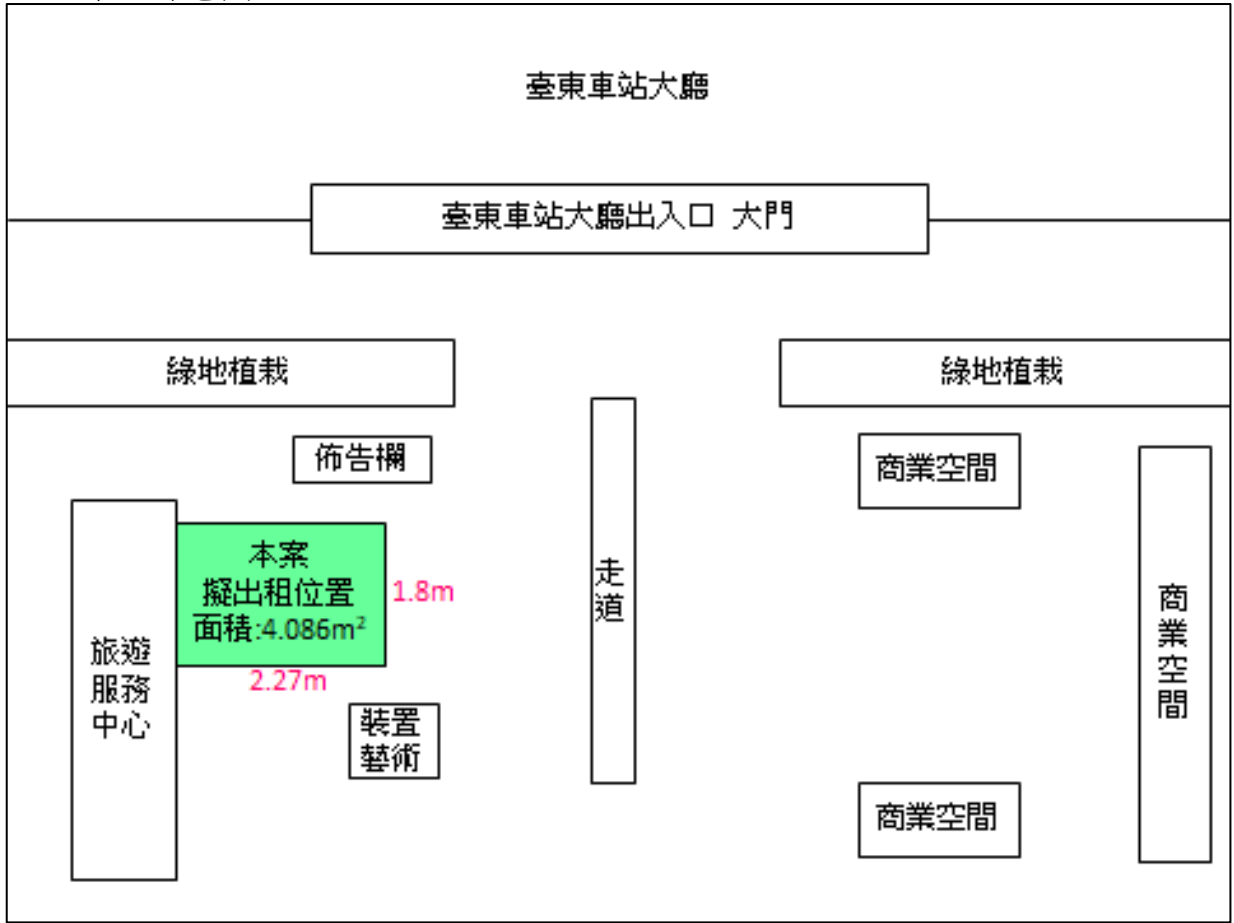 臺東車站大廳
臺東車站大廳出入口 大門
綠地植栽
綠地植栽
佈告欄
商業空間
本案
擬出租位置
面積:4.086m²
1.8m
2.27m
旅遊
服務
中心
裝置
藝術
走
道
商
業
空
間
商業空間